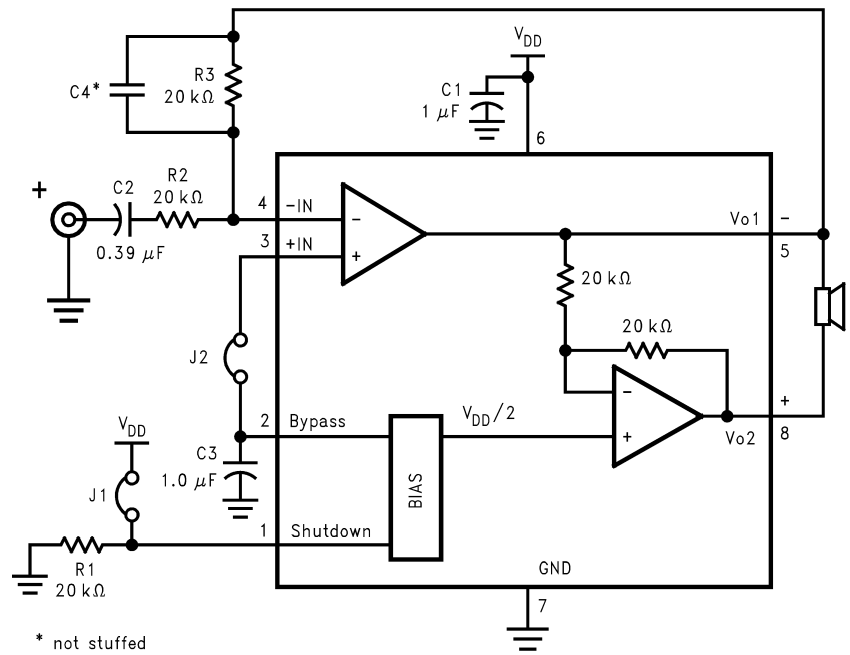 V_DD
C4*
R3
20 kΩ
C1
1 μF
6
+
C2
0.39 μF
R2
20 kΩ
4
-IN
3
+IN
-
+
Vo1
-
5
20 kΩ
20 kΩ
J2
2
Bypass
V_DD/2
-
+
+
8
Vo2
V_DD
C3
1.0 μF
J1
BIAS
1
Shutdown
R1
20 kΩ
GND
7
* not stuffed